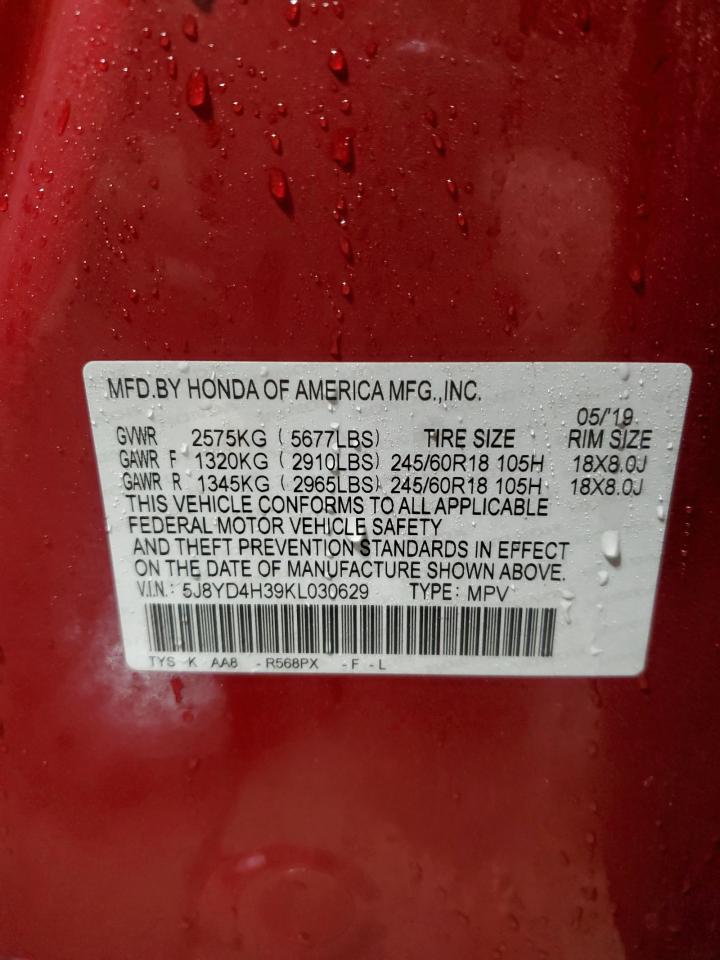 MFD.BY HONDA OF AMERICA MFG.,INC.
05/'19
GVWR 2575KG ( 5677LBS) TIRE SIZE RIM SIZE
GAWR F 1320KG ( 2910LBS) 245/60R18 105H 18X8.0J
GAWR R 1345KG ( 2965LBS) 245/60R18 105H 18X8.0J
THIS VEHICLE CONFORMS TO ALL APPLICABLE
FEDERAL MOTOR VEHICLE SAFETY
AND THEFT PREVENTION STANDARDS IN EFFECT
ON THE DATE OF MANUFACTURE SHOWN ABOVE.
V.I.N.: 5J8YD4H39KL030629 TYPE: MPV
TYS -K AA8 - R568PX - F - L